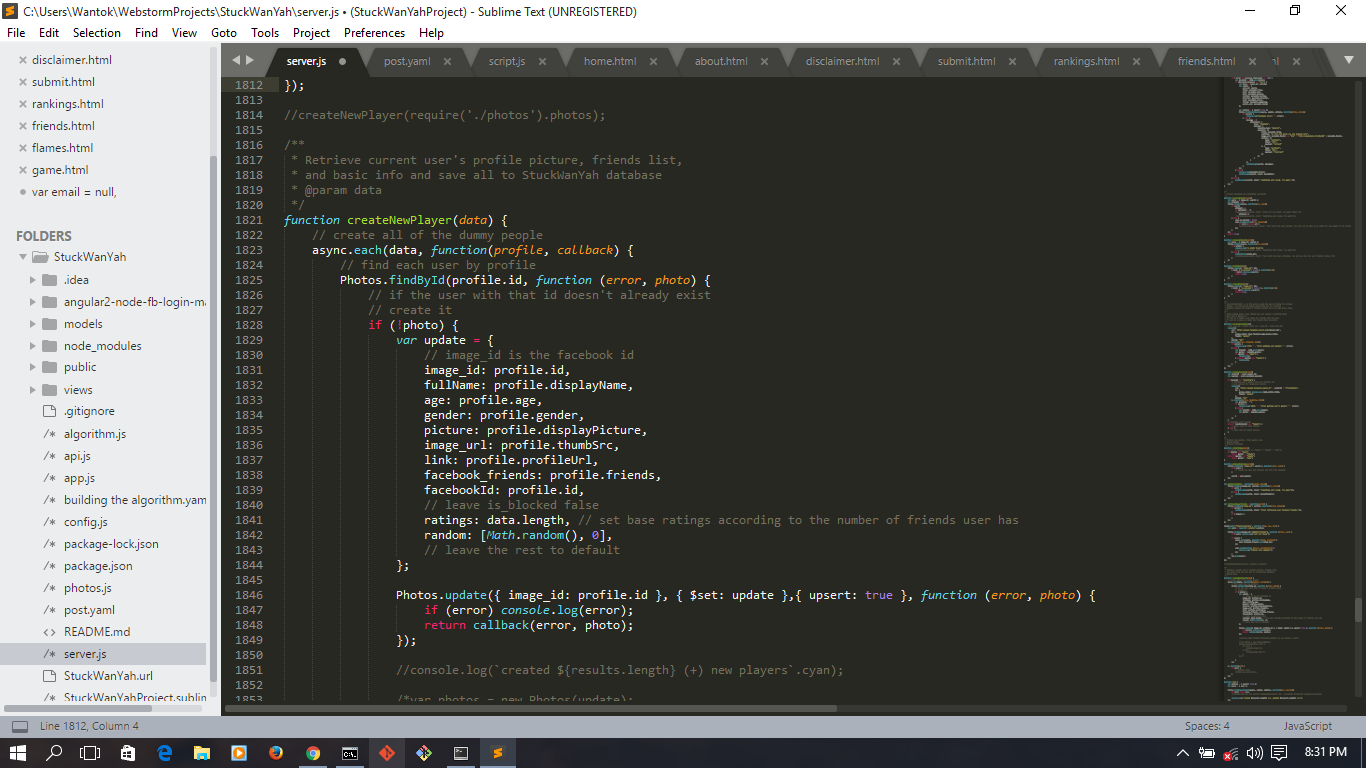 C:\Users\Wantok\WebstormProjects\StuckWanYah\server.js • (StuckWanYahProject) - Sublime Text (UNREGISTERED)
File Edit Selection Find View Goto Tools Project Preferences Help
disclaimer.html
submit.html
rankings.html
friends.html
flames.html
game.html
var email = null,
FOLDERS
StuckWanYah
.idea
angular2-node-fb-login-ma
models
node_modules
public
views
.gitignore
/* algorithm.js
/* api.js
/* app.js
/* building the algorithm.yam
/* config.js
/* package-lock.json
/* package.json
/* photos.js
/* post.yaml
<> README.md
/* server.js
StuckWanYah.url
/* StuckWanYahProject.sublim
server.js post.yaml script.js home.html about.html disclaimer.html submit.html rankings.html friends.html
1812 });
1813
1814 //createNewPlayer(require('./photos').photos);
1815
1816 /**
1817 * Retrieve current user's profile picture, friends list,
1818 * and basic info and save all to StuckWanYah database
1819 * @param data
1820 */
1821 function createNewPlayer(data) {
1822 // create all of the dummy people
1823 async.each(data, function(profile, callback) {
1824 // find each user by profile
1825 Photos.findById(profile.id, function (error, photo) {
1826 // if the user with that id doesn't already exist
1827 // create it
1828 if (!photo) {
1829 var update = {
1830 // image_id is the facebook id
1831 image_id: profile.id,
1832 fullName: profile.displayName,
1833 age: profile.age,
1834 gender: profile.gender,
1835 picture: profile.displayPicture,
1836 image_url: profile.thumbSrc,
1837 link: profile.profileUrl,
1838 facebook_friends: profile.friends,
1839 facebookId: profile.id,
1840 // leave is_blocked false
1841 ratings: data.length, // set base ratings according to the number of friends user has
1842 random: [Math.random(), 0],
1843 // leave the rest to default
1844 };
1845
1846 Photos.update({ image_id: profile.id }, { $set: update },{ upsert: true }, function (error, photo) {
1847 if (error) console.log(error);
1848 return callback(error, photo);
1849 });
1850
1851 //console.log(`created ${results.length} (+) new players`.cyan);
1852
1853 /*var photos = new Photos(update);
Line 1812, Column 4
Spaces: 4
JavaScript
8:31 PM